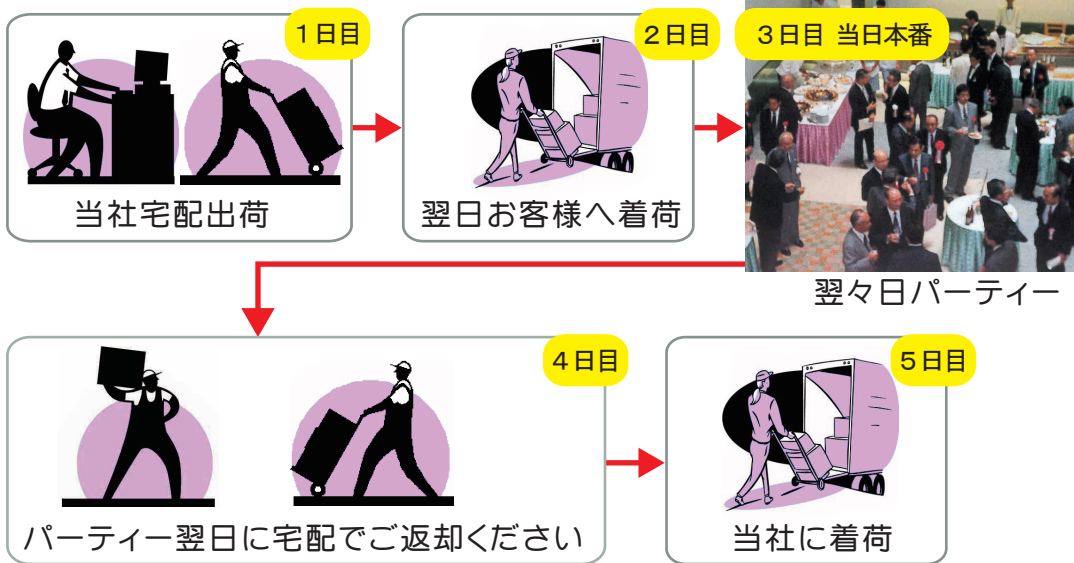 1日目
当社宅配出荷
2日目
翌日お客様へ着荷
3日目 当日本番
翌々日パーティー
4日目
パーティー翌日に宅配でご返却ください
5日目
当社に着荷